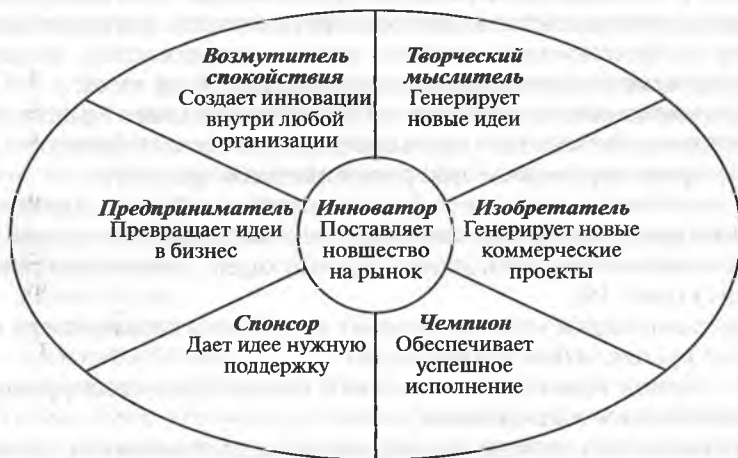 Возмутитель
спокойствия
Создает инновации
внутри любой
организации
Творческий
мыслитель
Генерирует
новые идеи
Предприниматель
Превращает идеи
в бизнес
Инноватор
Поставляет
новшество
на рынок
Изобретатель
Генерирует новые
коммерческие
проекты
Спонсор
Дает идее нужную
поддержку
Чемпион
Обеспечивает
успешное
исполнение